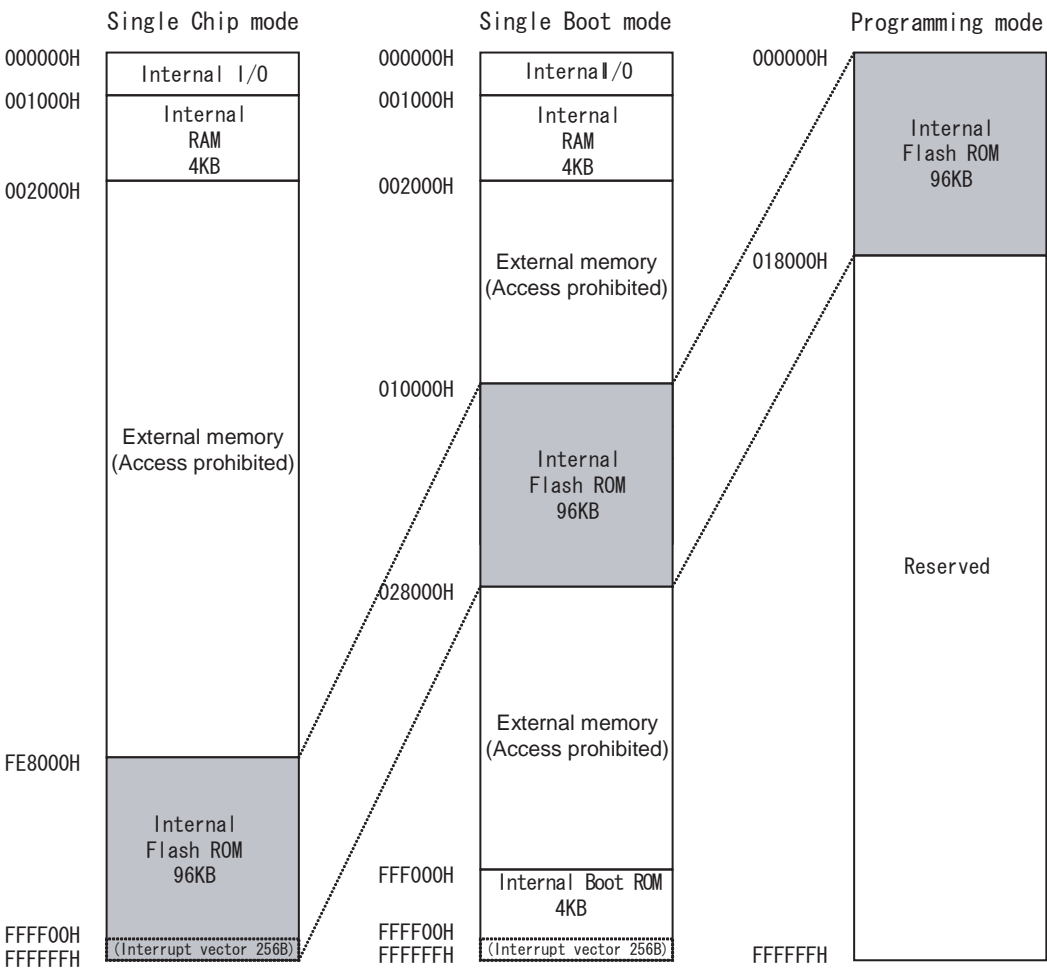 Single Chip mode
000000H
Internal I/O
001000H
Internal
RAM
4KB
002000H
External memory
(Access prohibited)
FE8000H
Internal
Flash ROM
96KB
FFFF00H
(Interrupt vector 256B)
FFFFFFH
Single Boot mode
000000H
Internal I/O
001000H
Internal
RAM
4KB
002000H
External memory
(Access prohibited)
010000H
Internal
Flash ROM
96KB
028000H
External memory
(Access prohibited)
FFF000H
Internal Boot ROM
4KB
FFFF00H
(Interrupt vector 256B)
FFFFFFH
Programming mode
000000H
Internal
Flash ROM
96KB
018000H
Reserved
FFFFFFH